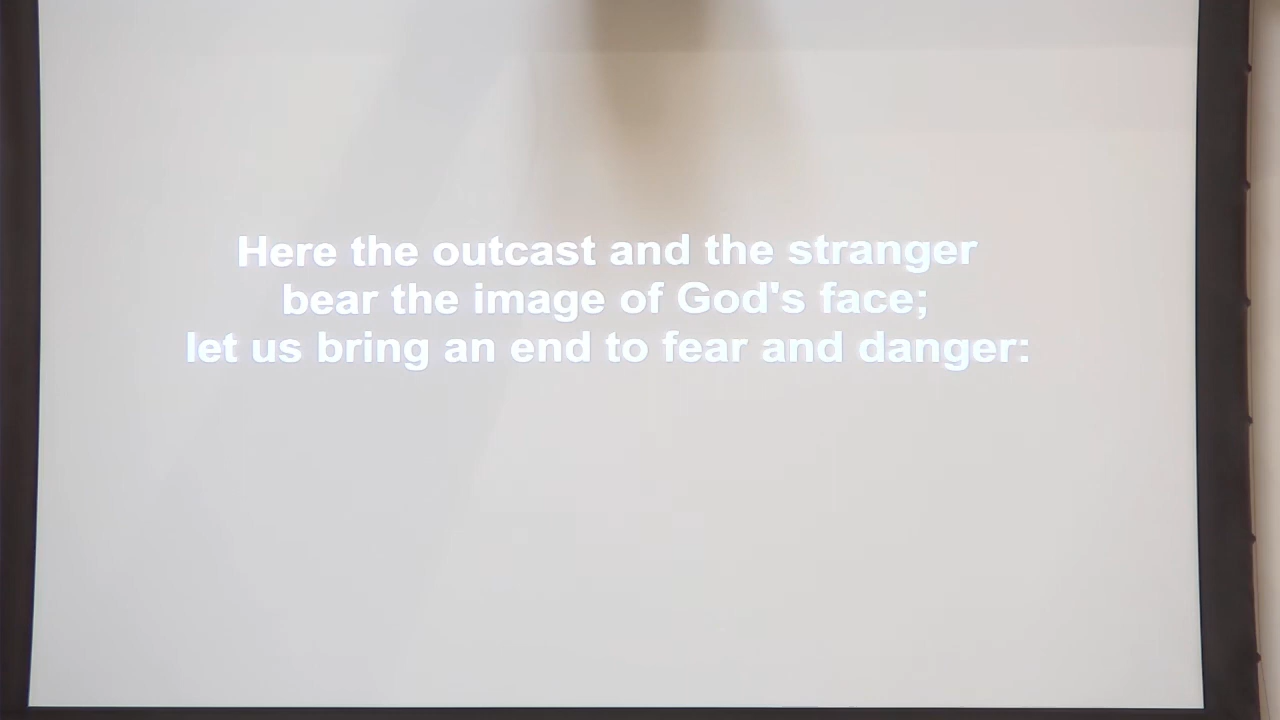 Here the outcast and the stranger
bear the image of God's face;
let us bring an end to fear and danger: